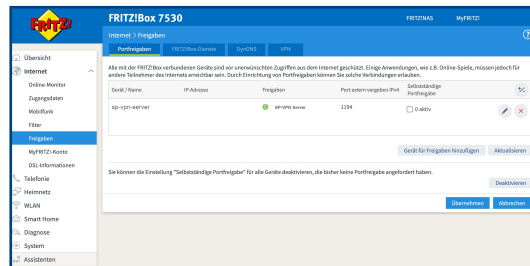 FRITZ!
FRITZ!Box 7530
FRITZ!NAS
MyFRITZ!
Internet > Freigaben
Portfreigaben
FRITZ!Box-Dienste
DynDNS
VPN
Übersicht
Internet
Online-Monitor
Zugangsdaten
Mobilfunk
Filter
Freigaben
MyFRITZ!-Konto
DSL-Informationen
Telefonie
Heimnetz
WLAN
Smart Home
Diagnose
System
Assistenten
Alle mit der FRITZ!Box verbundenen Geräte sind vor unerwünschten Zugriffen aus dem Internet geschützt. Einige Anwendungen, wie z.B. Online-Spiele, müssen jedoch für
andere Teilnehmer des Internets erreichbar sein. Durch Einrichtung von Portfreigaben können Sie solche Verbindungen erlauben.
Gerät / Name
IP-Adresse
Freigaben
Port extern vergeben IPv4
Selbstständige
Portfreigabe
sp-vpn-server
SP-VPN-Server
1194
0 aktiv
Gerät für Freigaben hinzufügen
Aktualisieren
Sie können die Einstellung "Selbstständige Portfreigabe" für alle Geräte deaktivieren, die bisher keine Portfreigabe angefordert haben.
Deaktivieren
Übernehmen
Abbrechen